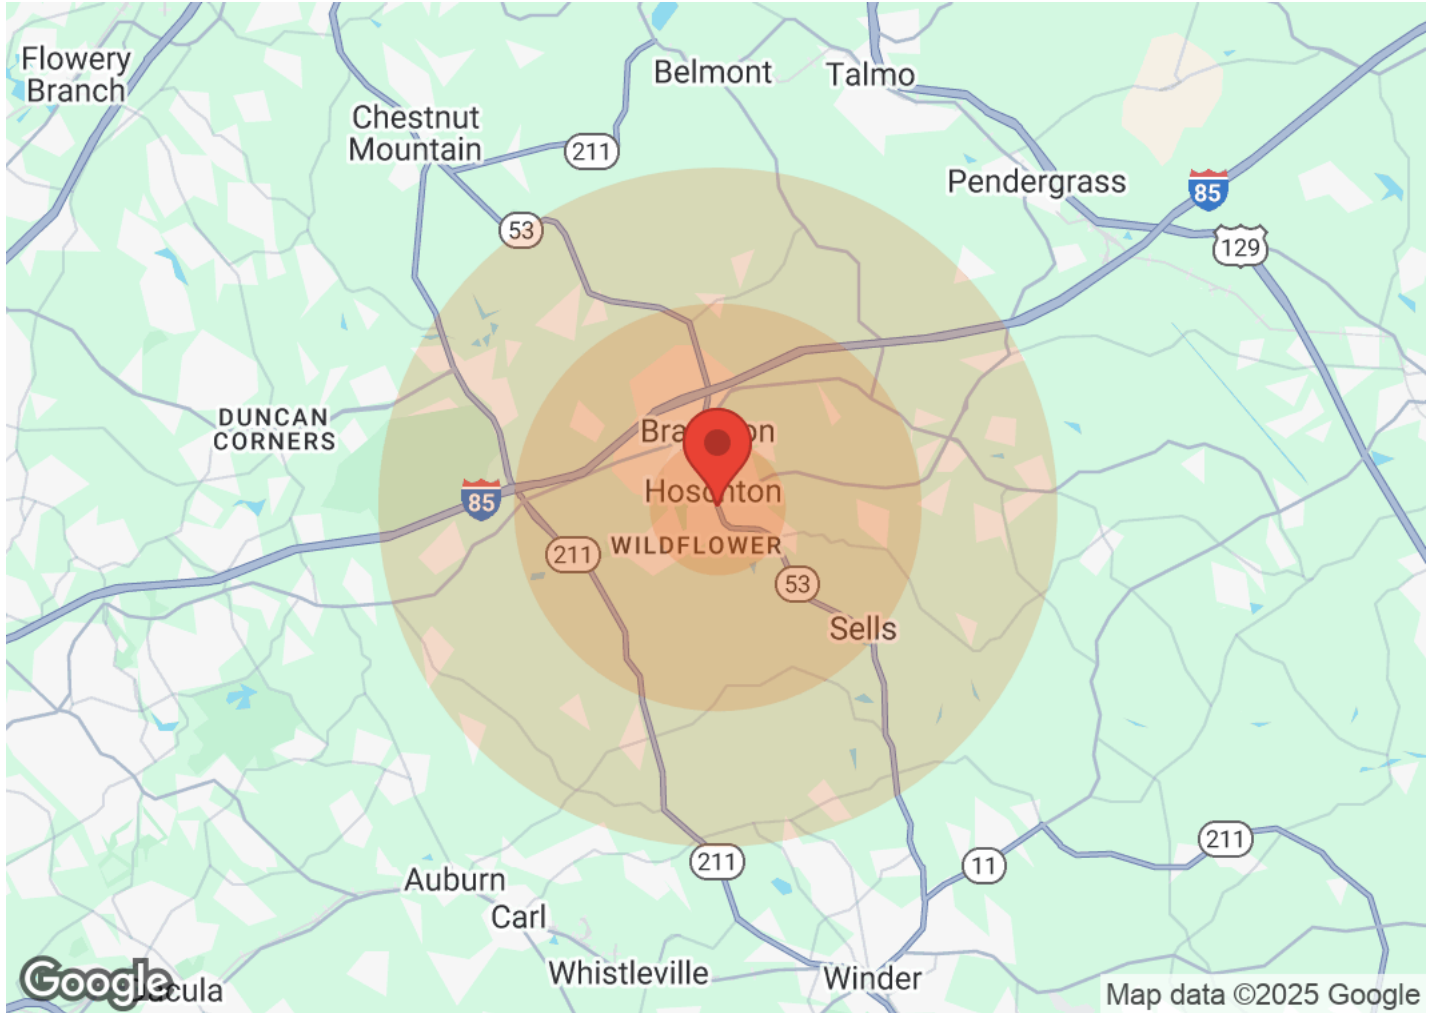 Flowery
Branch
Belmont
Talmo
Chestnut
Mountain
211
Pendergrass
85
53
129
DUNCAN
CORNERS
Hoschton
85
WILDFLOWER
211
53
Sells
211
11
211
Auburn
Carl
Whistleville
Winder
Google
Map data ©2025 Google